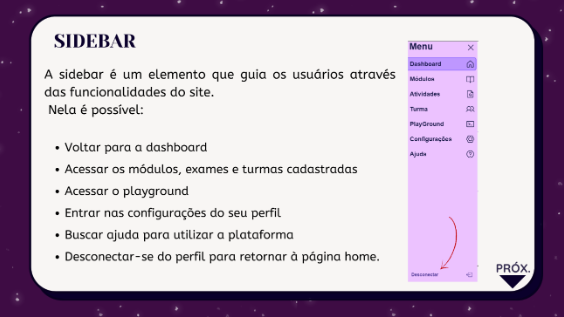 SIDEBAR
A sidebar é um elemento que guia os usuários através
das funcionalidades do site.
Nela é possível:
• Voltar para a dashboard
• Acessar os módulos, exames e turmas cadastradas
• Acessar o playground
• Entrar nas configurações do seu perfil
• Buscar ajuda para utilizar a plataforma
• Desconectar-se do perfil para retornar à página home.
Menu
Dashboard
Módulos
Atividades
Turma
PlayGround
Configurações
Ajuda
Desconectar
PRÓX.